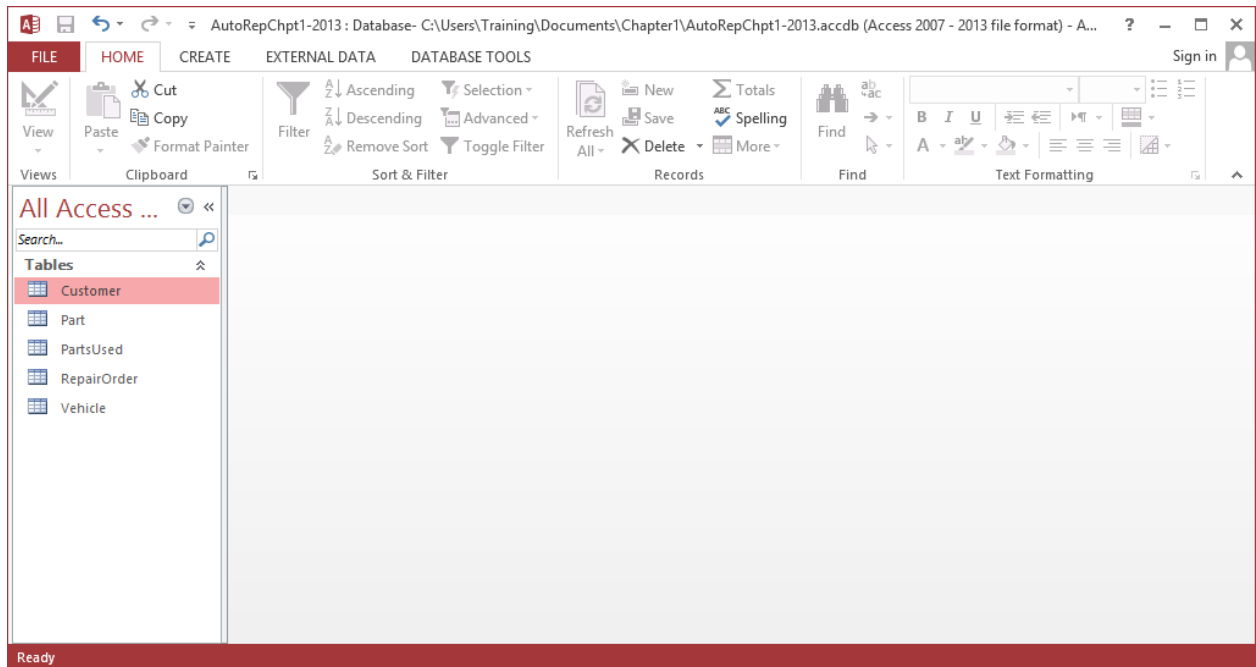 AutoRepChpt1-2013 : Database- C:\Users\Training\Documents\Chapter1\AutoRepChpt1-2013.accdb (Access 2007 - 2013 file format) - A... ?
FILE HOME CREATE EXTERNAL DATA DATABASE TOOLS Sign in
View
Views
Paste
Cut
Copy
Format Painter
Clipboard
Filter
Ascending
Descending
Remove Sort
Selection
Advanced
Toggle Filter
Sort & Filter
Refresh
All
New
Save
Delete
Totals
Spelling
More
Records
Find
Find
B I U
A
Text Formatting
All Access ... «
Search...
Tables
Customer
Part
PartsUsed
RepairOrder
Vehicle
Ready